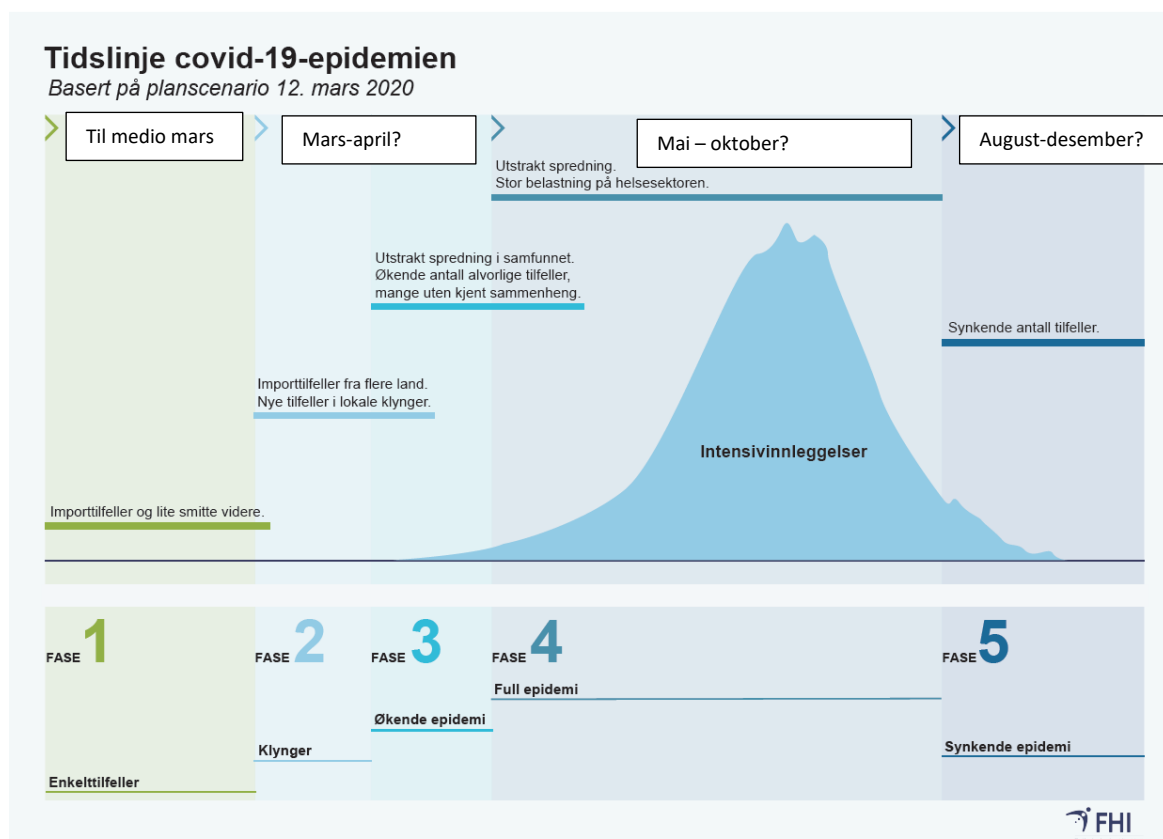 Tidslinje covid-19-epidemien
Basert på planscenario 12. mars 2020
Til medio mars
Mars-april?
Mai – oktober?
August-desember?
Utstrakt spredning.
Stor belastning på helsesektoren.
Utstrakt spredning i samfunnet.
Økende antall alvorlige tilfeller,
mange uten kjent sammenheng.
Synkende antall tilfeller.
Importtilfeller fra flere land.
Nye tilfeller i lokale klynger.
Intensivinnleggelser
Importtilfeller og lite smitte videre.
FASE 1
FASE 2
FASE 3
FASE 4
FASE 5
Full epidemi
Økende epidemi
Klynger
Synkende epidemi
Enkelttilfeller
FHI